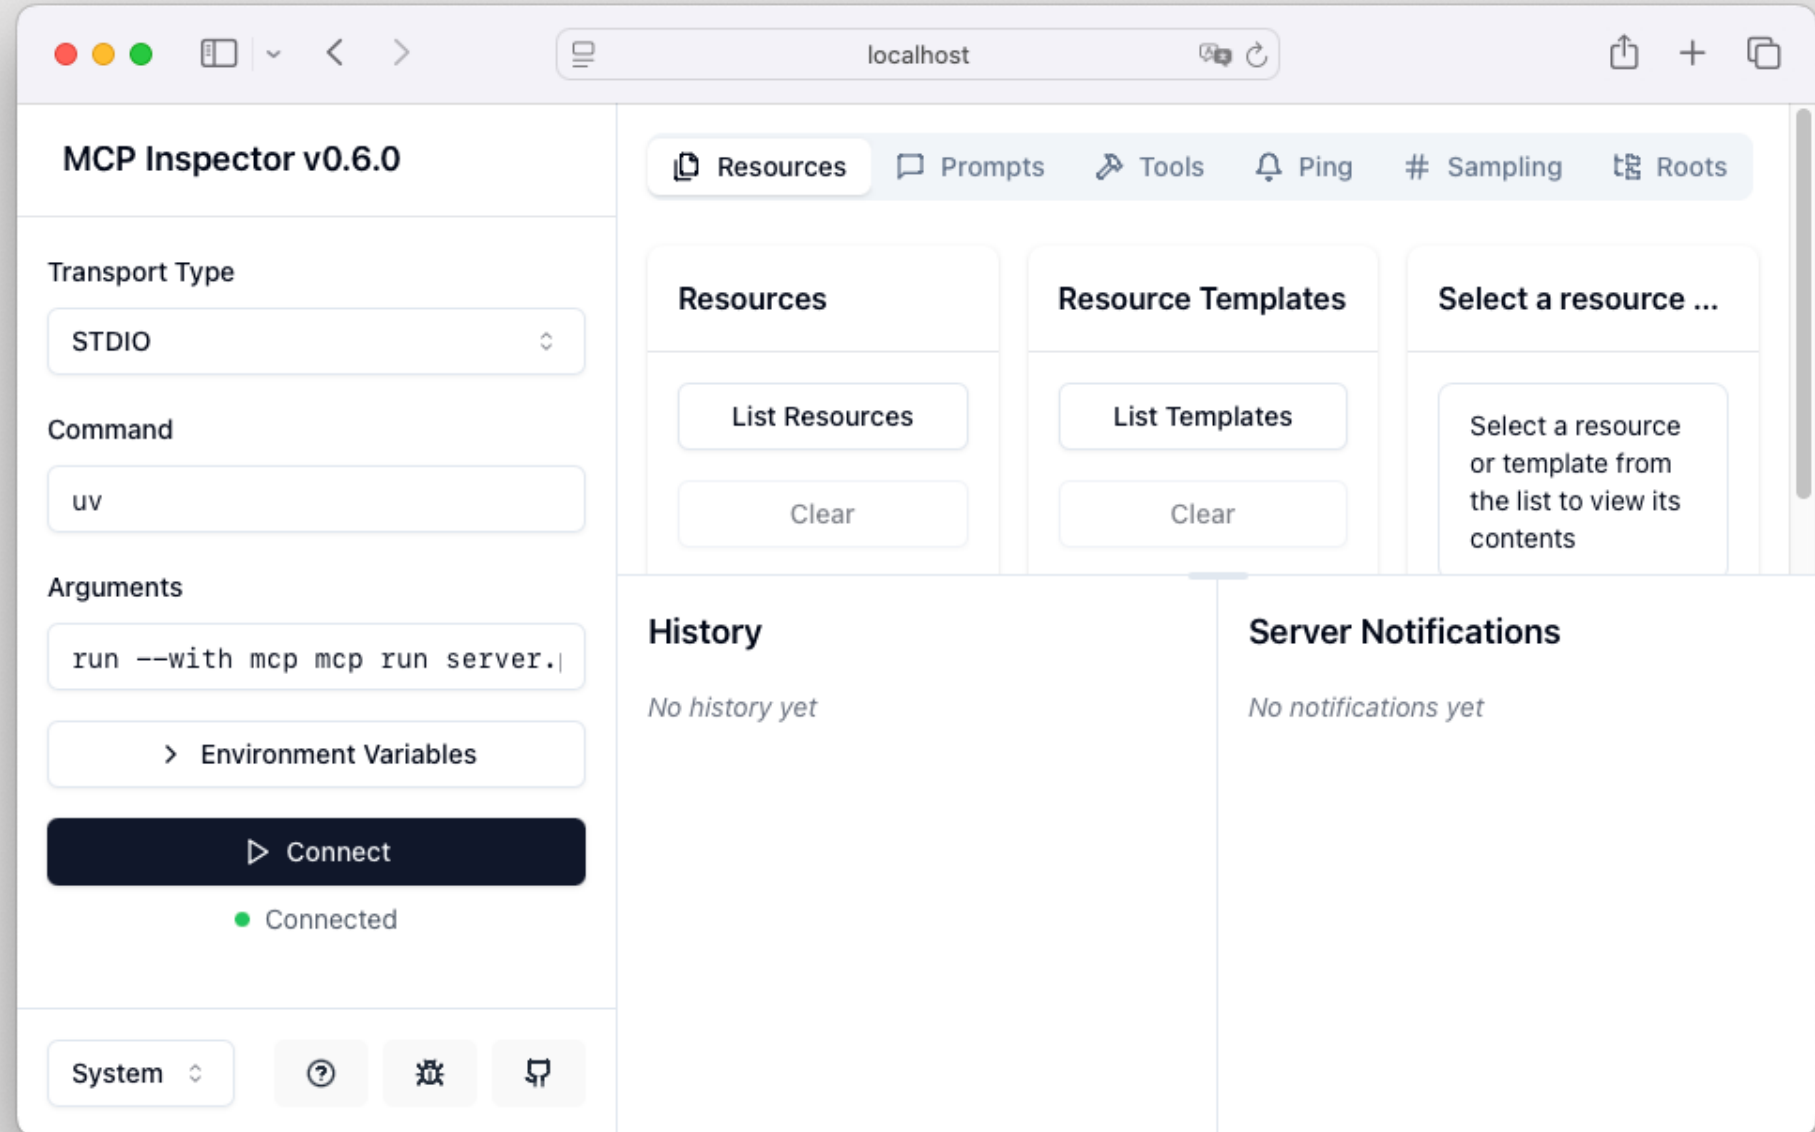 localhost
MCP Inspector v0.6.0
Transport Type
STDIO
Command
uv
Arguments
run --with mcp mcp run server.
Environment Variables
Connect
Connected
System
Resources
Prompts
Tools
Ping
Sampling
Roots
Resources
List Resources
Clear
Resource Templates
List Templates
Clear
Select a resource ...
Select a resource
or template from
the list to view its
contents
History
No history yet
Server Notifications
No notifications yet